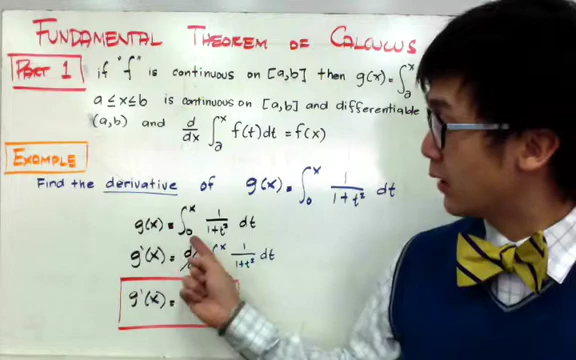 FUNDAMENTAL THEOREM OF CALCULUS
PART 1 if "f" is continuous on [a,b] then g(x)= ∫ₐˣ
a ≤ x ≤ b is continuous on [a,b] and differentiable
(a,b) and d/dx ∫ₐˣ f(t)dt = f(x)
EXAMPLE
Find the derivative of g(x)= ∫₀ˣ 1/(1+t²) dt
g(x)= ∫₀ˣ 1/(1+t²) dt
g'(x)= d ∫ x 1/(1+t²) dt
g'(x)=